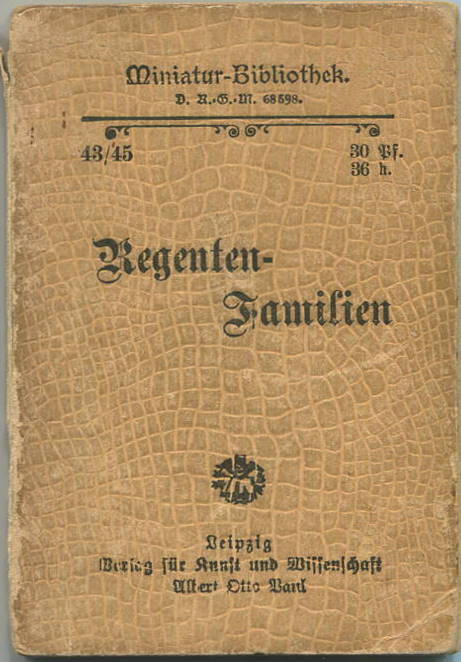 Miniatur-Bibliothek.
D. R.-G.-M. 68598.
43/45
30 Pf.
36 h.
Regenten-
Familien
Leipzig
Verlag für Kunst und Wissenschaft
Albert Otto Paul